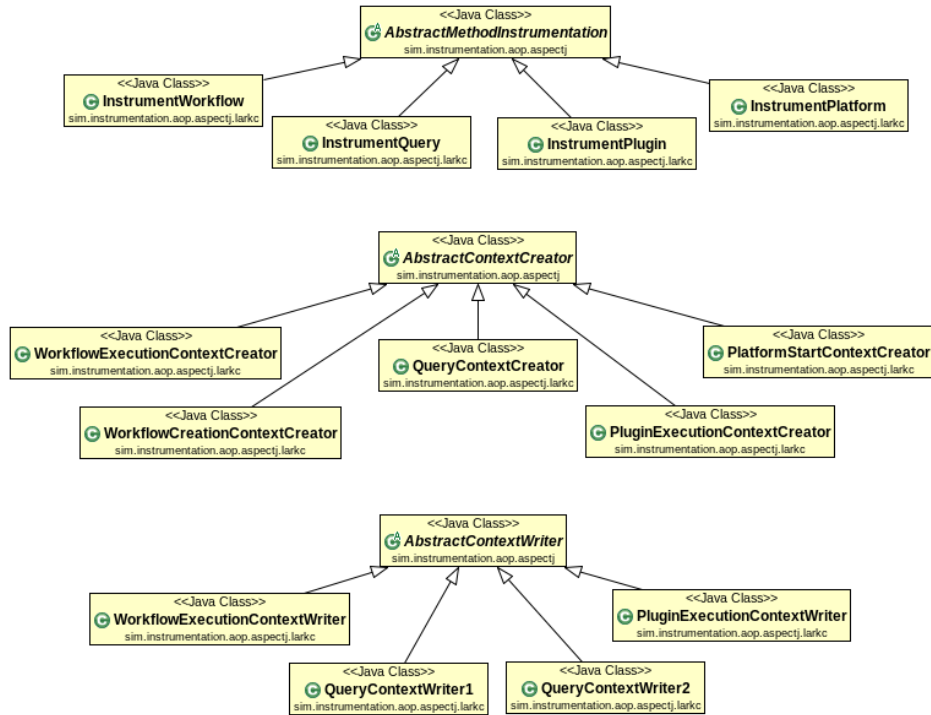 <<Java Class>>
AbstractMethodInstrumentation
sim.instrumentation.aop.aspectj
<<Java Class>>
InstrumentWorkflow
sim.instrumentation.aop.aspectj.larkc
<<Java Class>>
InstrumentPlatform
sim.instrumentation.aop.aspectj.larkc
<<Java Class>>
InstrumentQuery
sim.instrumentation.aop.aspectj.larkc
<<Java Class>>
InstrumentPlugin
sim.instrumentation.aop.aspectj.larkc
<<Java Class>>
AbstractContextCreator
sim.instrumentation.aop.aspectj
<<Java Class>>
WorkflowExecutionContextCreator
sim.instrumentation.aop.aspectj.larkc
<<Java Class>>
QueryContextCreator
sim.instrumentation.aop.aspectj.larkc
<<Java Class>>
PlatformStartContextCreator
sim.instrumentation.aop.aspectj.larkc
<<Java Class>>
WorkflowCreationContextCreator
sim.instrumentation.aop.aspectj.larkc
<<Java Class>>
PluginExecutionContextCreator
sim.instrumentation.aop.aspectj.larkc
<<Java Class>>
AbstractContextWriter
sim.instrumentation.aop.aspectj
<<Java Class>>
WorkflowExecutionContextWriter
sim.instrumentation.aop.aspectj.larkc
<<Java Class>>
PluginExecutionContextWriter
sim.instrumentation.aop.aspectj.larkc
<<Java Class>>
QueryContextWriter1
sim.instrumentation.aop.aspectj.larkc
<<Java Class>>
QueryContextWriter2
sim.instrumentation.aop.aspectj.larkc